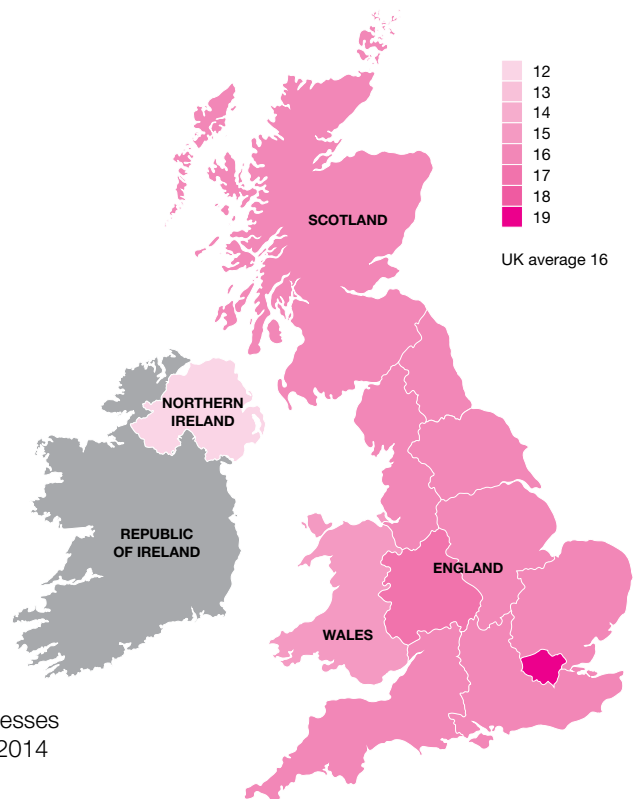 12
13
14
15
16
17
18
19
UK average 16
SCOTLAND
NORTHERN
IRELAND
REPUBLIC
OF IRELAND
ENGLAND
WALES
esses
2014